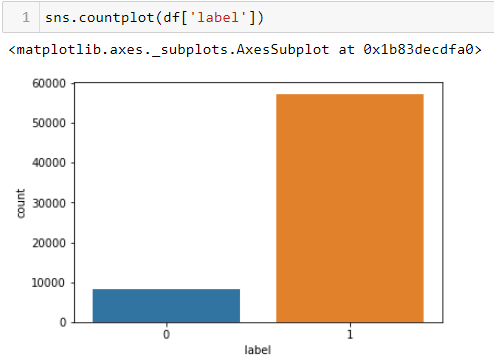 1 sns.countplot(df['label'])
<matplotlib.axes._subplots.AxesSubplot at 0x1b83decdfa0>
60000
50000
40000
30000
20000
10000
0
count
0 1
label